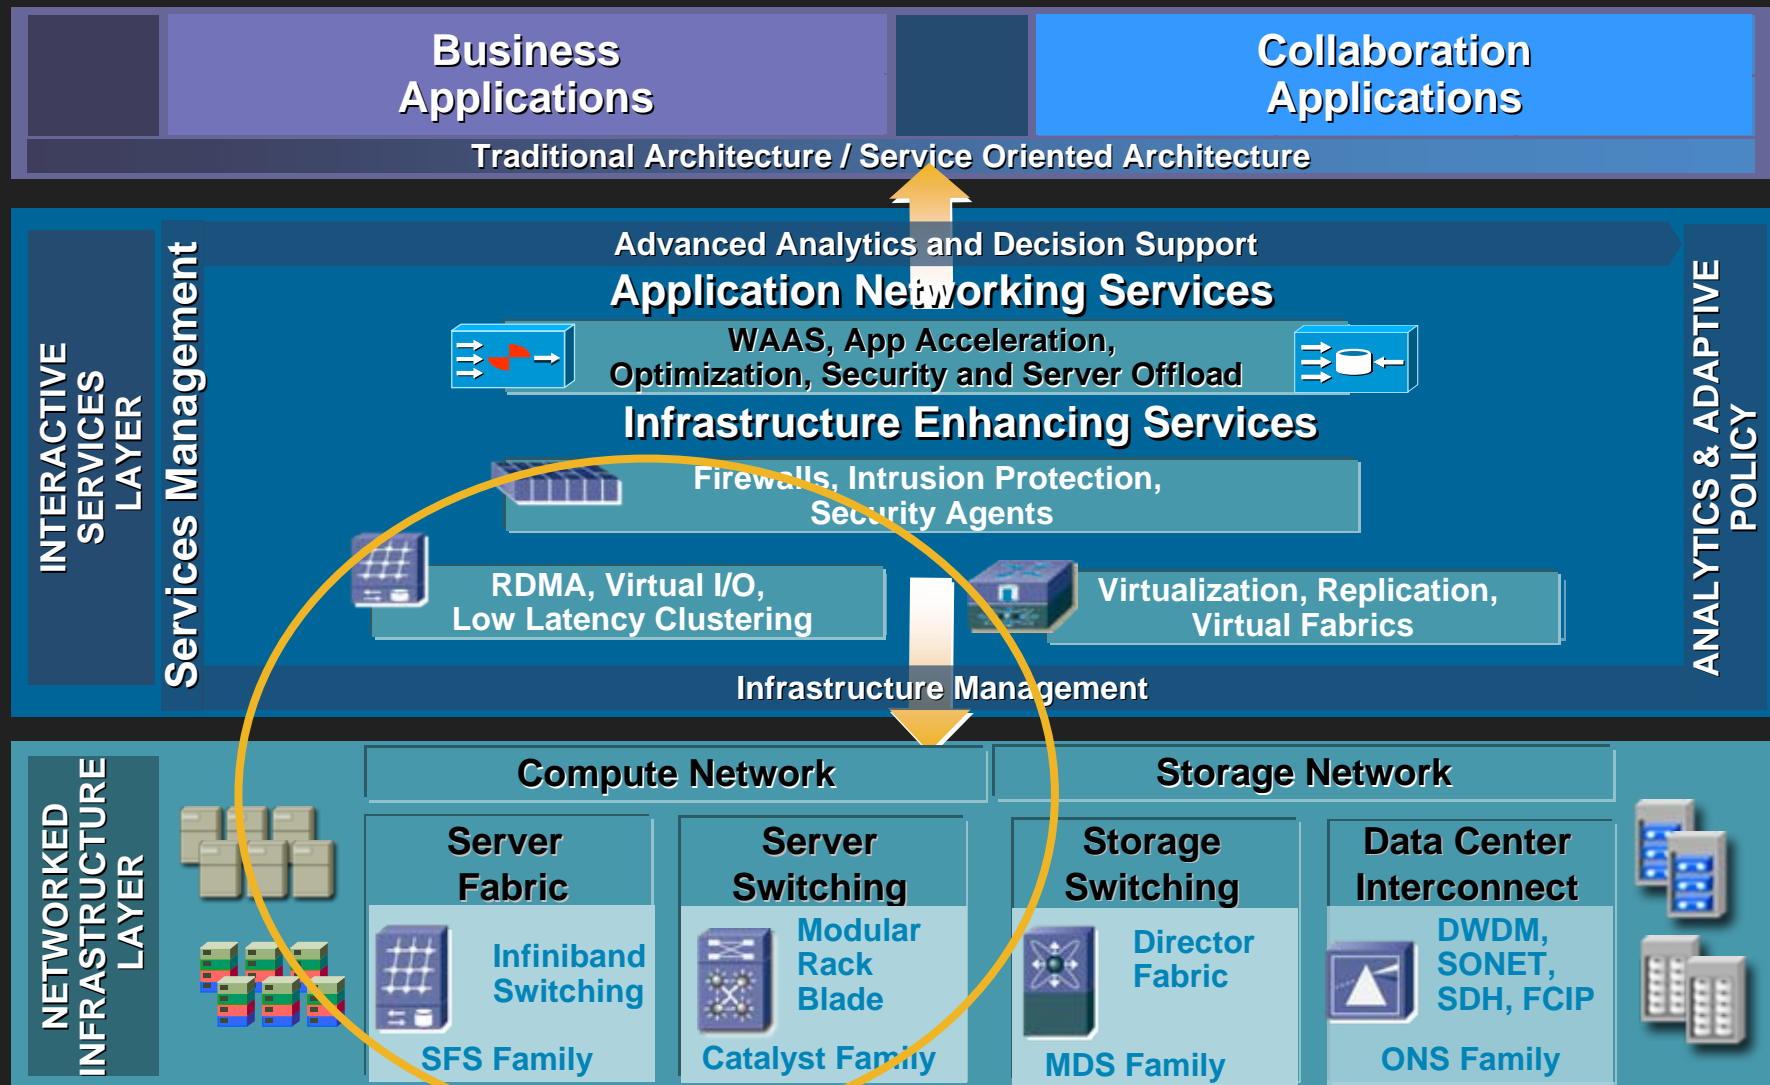 Business
Applications
Collaboration
Applications
Traditional Architecture / Service Oriented Architecture
INTERACTIVE
SERVICES
LAYER
Services Management
Advanced Analytics and Decision Support
Application Networking Services
WAAS, App Acceleration,
Optimization, Security and Server Offload
Infrastructure Enhancing Services
Firewalls, Intrusion Protection,
Security Agents
RDMA, Virtual I/O,
Low Latency Clustering
Virtualization, Replication,
Virtual Fabrics
Infrastructure Management
ANALYTICS & ADAPTIVE
POLICY
NETWORKED
INFRASTRUCTURE
LAYER
Compute Network
Storage Network
Server
Fabric
Infiniband
Switching
SFS Family
Server
Switching
Modular
Rack
Blade
Catalyst Family
Storage
Switching
Director
Fabric
MDS Family
Data Center
Interconnect
DWDM,
SONET,
SDH, FCIP
ONS Family